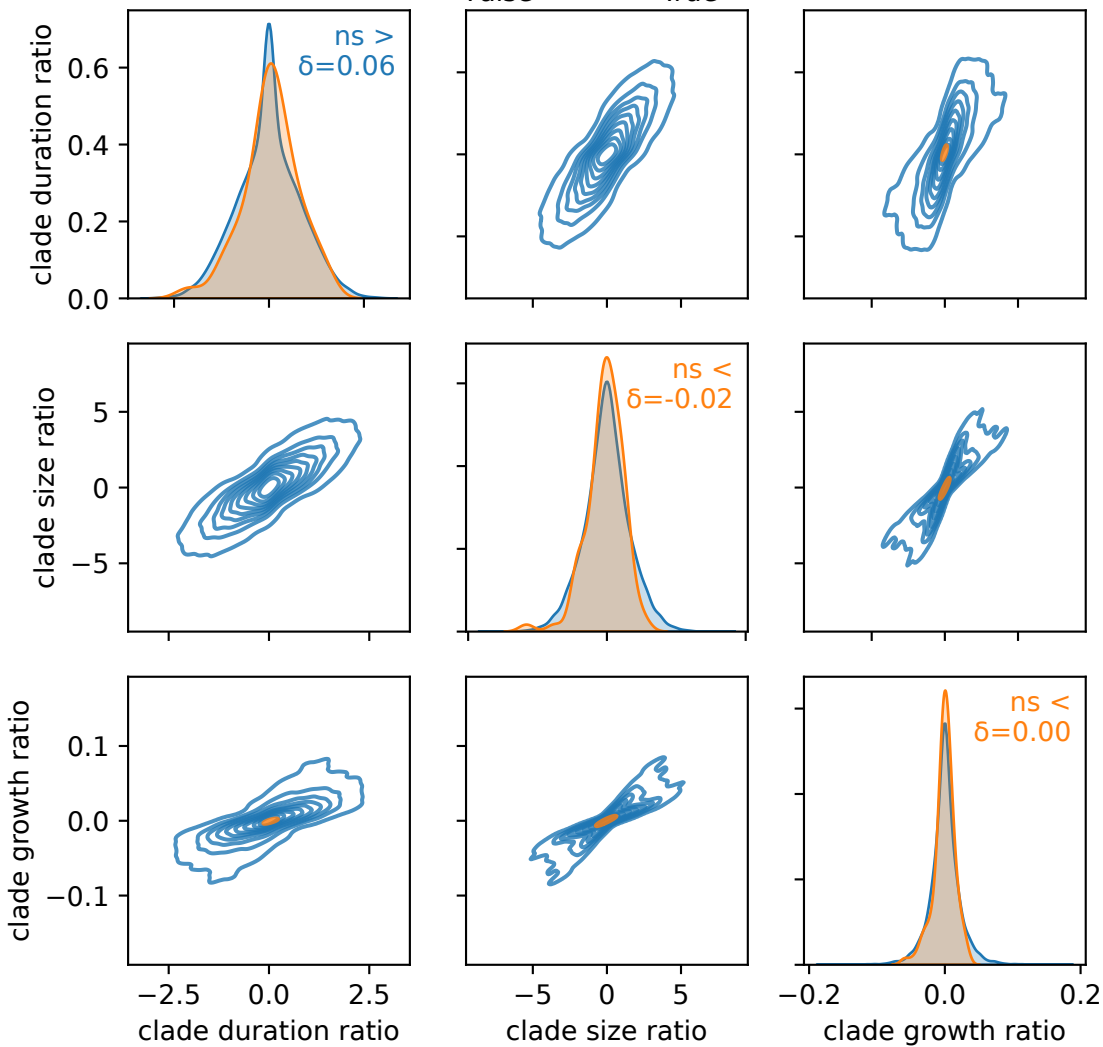 ns >
δ=0.06
clade duration ratio
0.6
0.4
0.2
0.0
ns <
δ=-0.02
clade size ratio
5
0
−5
ns <
δ=0.00
clade growth ratio
0.1
0.0
−0.1
−2.5 0.0 2.5
−5 0 5
−0.2 0.0 0.2
clade duration ratio
clade size ratio
clade growth ratio